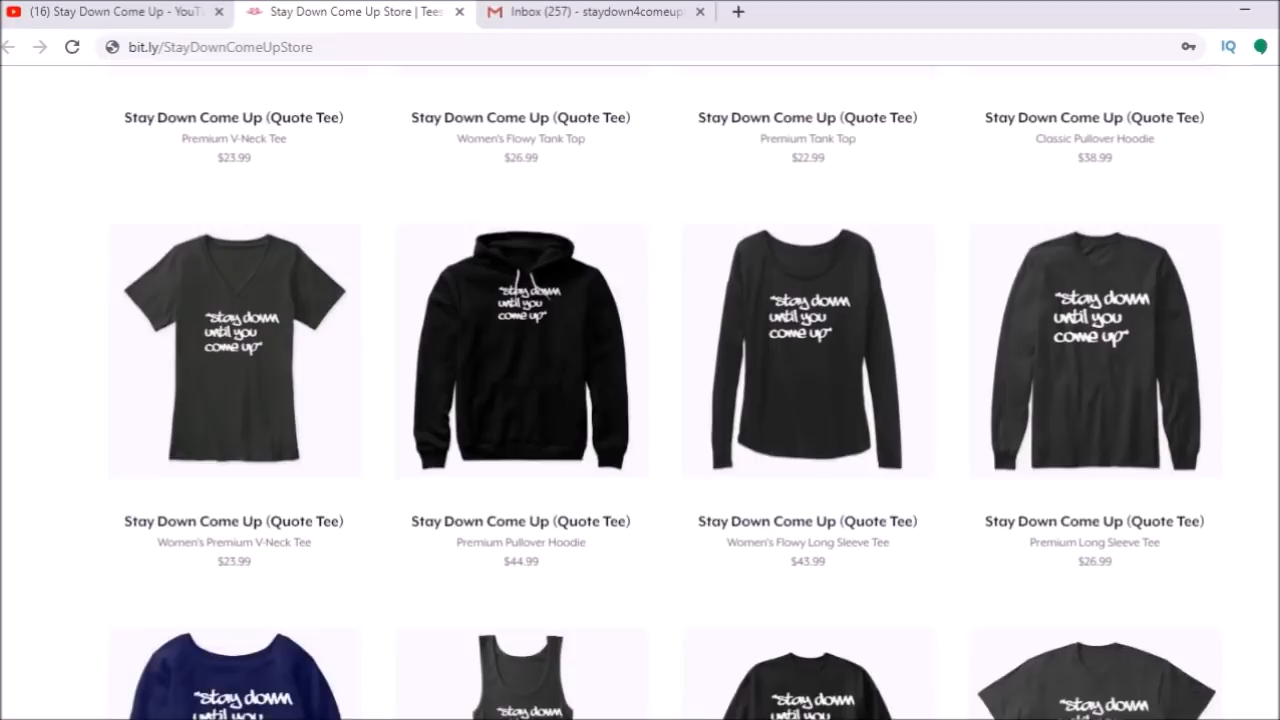 (16) Stay Down Come Up - YouT
Stay Down Come Up Store | Tees
Inbox (257) - staydown4comeup
bit.ly/StayDownComeUpStore
IQ
Stay Down Come Up (Quote Tee)
Premium V-Neck Tee
$23.99
Stay Down Come Up (Quote Tee)
Women's Flowy Tank Top
$26.99
Stay Down Come Up (Quote Tee)
Premium Tank Top
$22.99
Stay Down Come Up (Quote Tee)
Classic Pullover Hoodie
$38.99
"stay down
until you
come up"
"stay down
until you
come up"
"stay down
until you
come up"
"stay down
until you
come up"
Stay Down Come Up (Quote Tee)
Women's Premium V-Neck Tee
$23.99
Stay Down Come Up (Quote Tee)
Premium Pullover Hoodie
$44.99
Stay Down Come Up (Quote Tee)
Women's Flowy Long Sleeve Tee
$43.99
Stay Down Come Up (Quote Tee)
Premium Long Sleeve Tee
$26.99
"stay down
until you
"stay down
"stay down
until you
"stay down